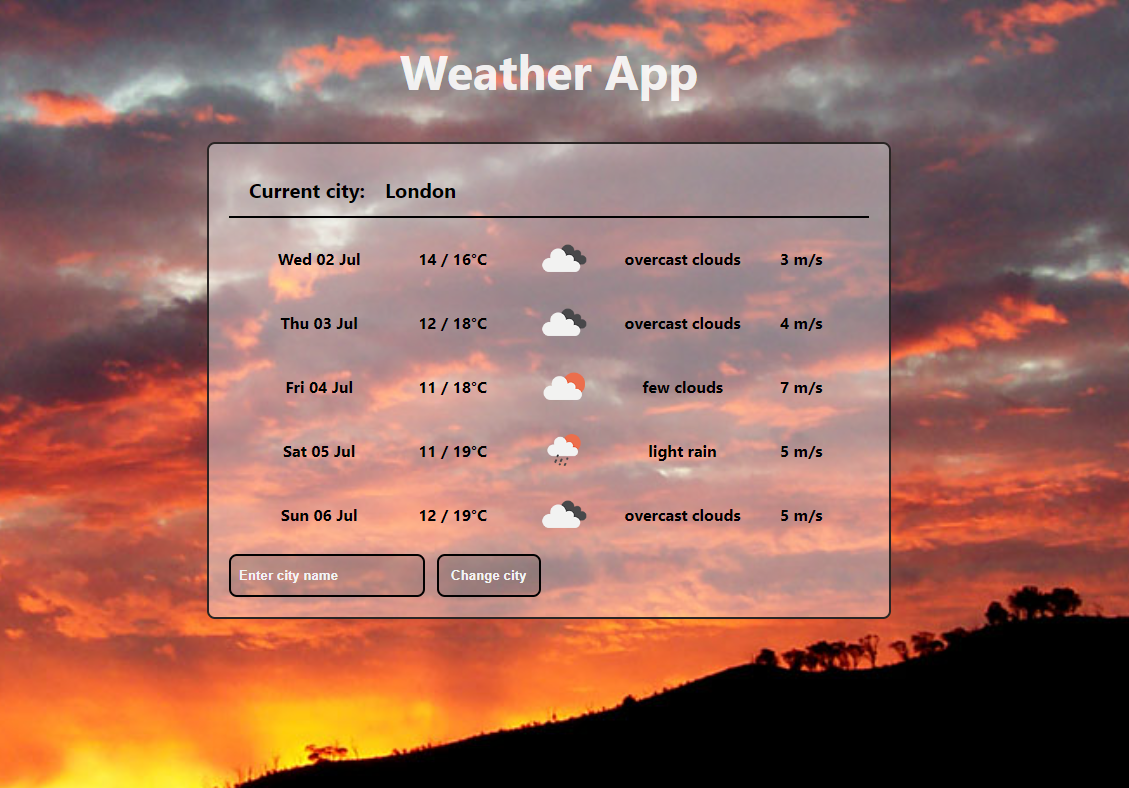 Weather App
Current city: London
Wed 02 Jul 14 / 16°C overcast clouds 3 m/s
Thu 03 Jul 12 / 18°C overcast clouds 4 m/s
Fri 04 Jul 11 / 18°C few clouds 7 m/s
Sat 05 Jul 11 / 19°C light rain 5 m/s
Sun 06 Jul 12 / 19°C overcast clouds 5 m/s
Enter city name Change city